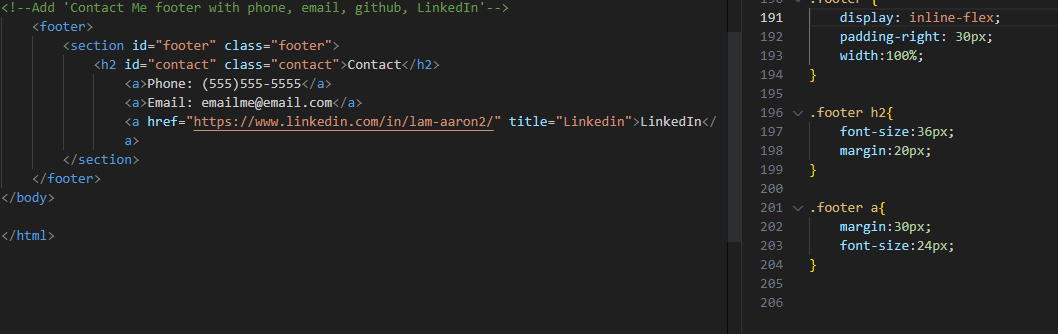 <!--Add 'Contact Me footer with phone, email, github, LinkedIn'-->
<footer>
<section id="footer" class="footer">
<h2 id="contact" class="contact">Contact</h2>
<a>Phone: (555)555-5555</a>
<a>Email: emailme@email.com</a>
<a href="https://www.linkedin.com/in/lam-aaron2/" title="Linkedin">LinkedIn</
a>
</section>
</footer>
</body>
</html>
190 .footer {
191 display: inline-flex;
192 padding-right: 30px;
193 width:100%;
194 }
195
196 .footer h2{
197 font-size:36px;
198 margin:20px;
199 }
200
201 .footer a{
202 margin:30px;
203 font-size:24px;
204 }
205
206